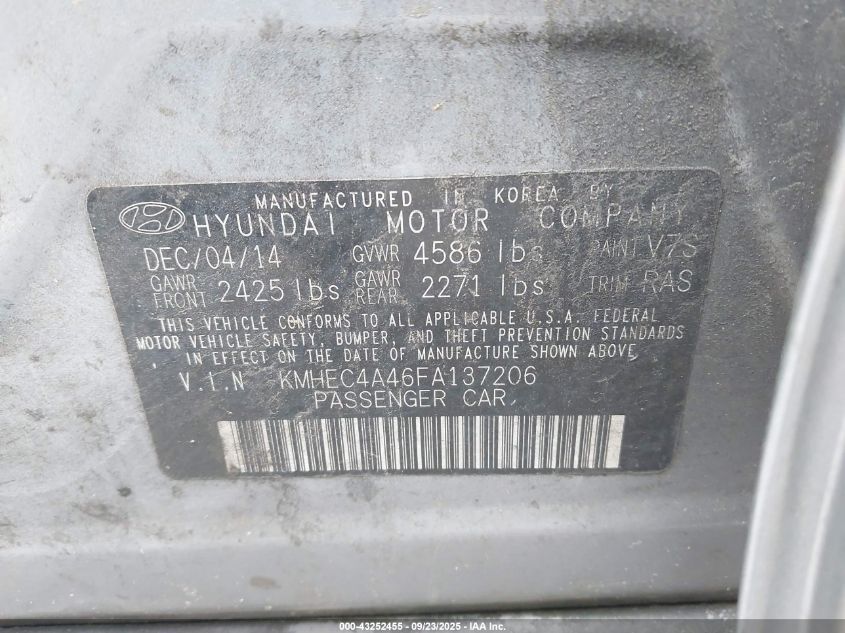 MANUFACTURED IN KOREA BY
HYUNDAI MOTOR COMPANY
DEC/04/14 GVWR 4586 lbs PAINT V7S
GAWR FRONT 2425 lbs GAWR REAR 2271 lbs TRIM RAS
THIS VEHICLE CONFORMS TO ALL APPLICABLE U.S.A. FEDERAL
MOTOR VEHICLE SAFETY, BUMPER, AND THEFT PREVENTION STANDARDS
IN EFFECT ON THE DATE OF MANUFACTURE SHOWN ABOVE
V.I.N KMHEC4A46FA137206
PASSENGER CAR
000-43252455 - 09/23/2025 - IAA Inc.